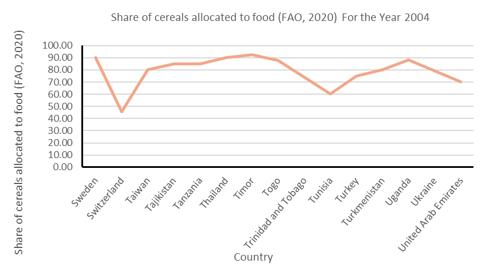 Share of cereals allocated to food (FAO, 2020) For the Year 2004
Share of cereals allocated to food (FAO, 2020)
100.00
90.00
80.00
70.00
60.00
50.00
40.00
30.00
20.00
10.00
0.00
Sweden
Switzerland
Taiwan
Tajikistan
Tanzania
Thailand
Timor
Togo
Trinidad and Tobago
Tunisia
Turkey
Turkmenistan
Uganda
Ukraine
United Arab Emirates
Country